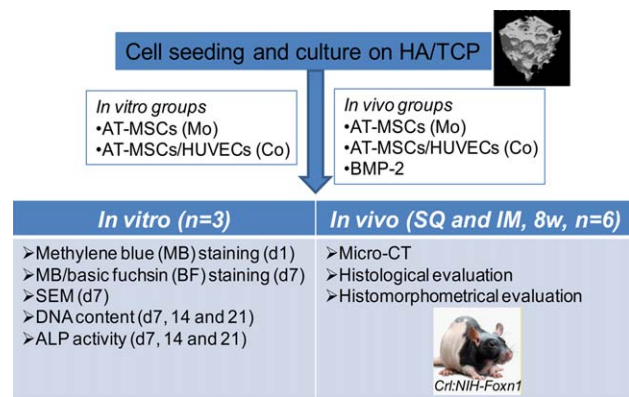 Cell seeding and culture on HA/TCP
In vitro groups
•AT-MSCs (Mo)
•AT-MSCs/HUVECs (Co)
In vivo groups
•AT-MSCs (Mo)
•AT-MSCs/HUVECs (Co)
•BMP-2
In vitro (n=3)
➢Methylene blue (MB) staining (d1)
➢MB/basic fuchsin (BF) staining (d7)
➢SEM (d7)
➢DNA content (d7, 14 and 21)
➢ALP activity (d7, 14 and 21)
In vivo (SQ and IM, 8w, n=6)
➢Micro-CT
➢Histological evaluation
➢Histomorphometrical evaluation
Crl:NIH-Foxn1